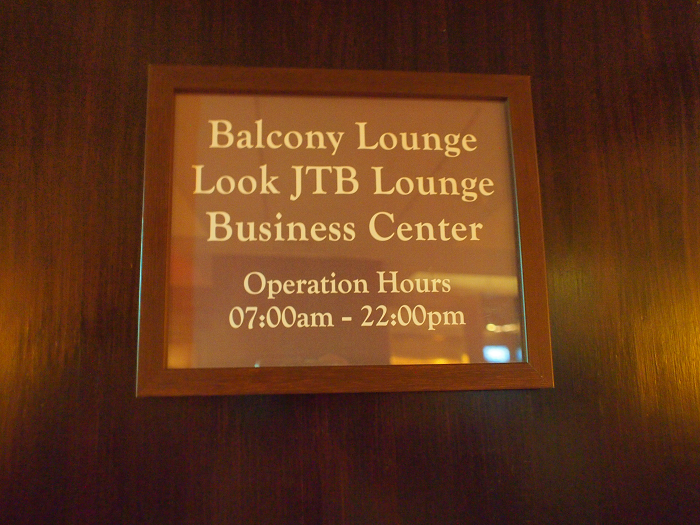 Balcony Lounge
Look JTB Lounge
Business Center
Operation Hours
07:00am - 22:00pm